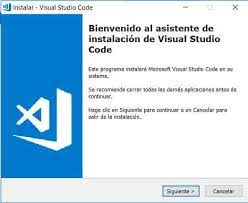 Instalar - Visual Studio Code
Bienvenido al asistente de
instalación de Visual Studio
Code
Este programa instalará Microsoft Visual Studio Code en su
sistema.
Se recomienda cerrar todas las demás aplicaciones antes de
continuar.
Haga clic en Siguiente para continuar o en Cancelar para
salir de la instalación.
Siguiente >
Cancelar